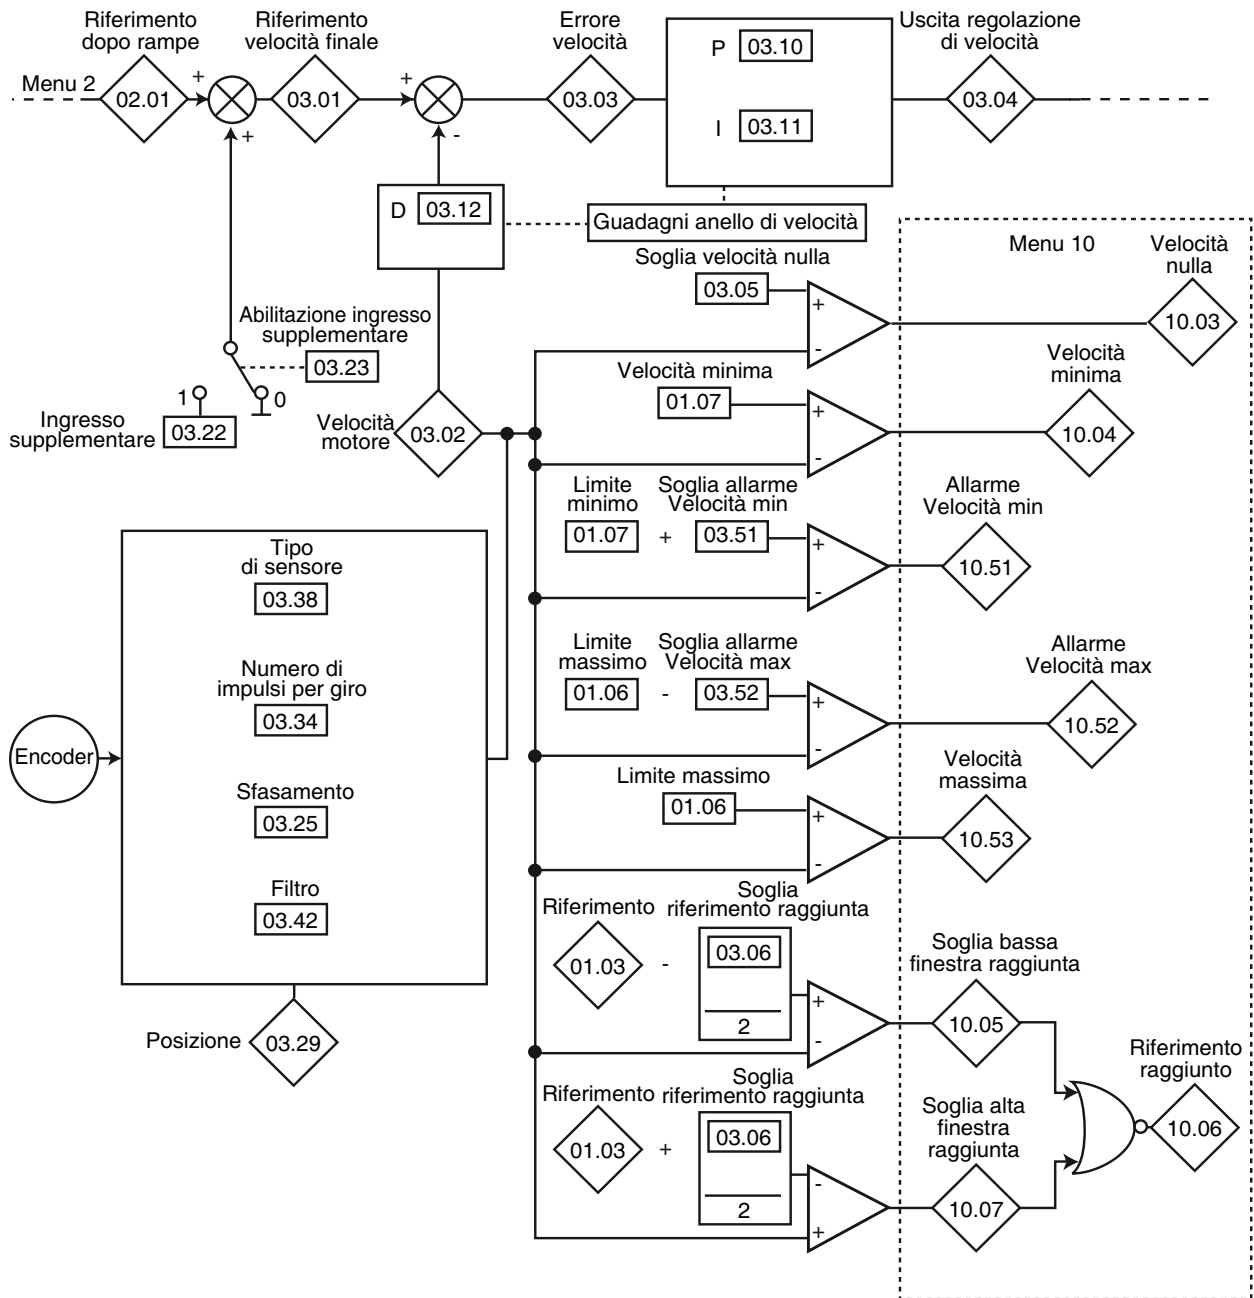 Riferimento
dopo rampe
Riferimento
velocità finale
Errore
velocità
Uscita regolazione
di velocità
Menu 2
02.01
+
+
03.01
+
-
03.03
P 03.10
I 03.11
03.04
D 03.12
Guadagni anello di velocità
Menu 10
Velocità
nulla
Soglia velocità nulla
03.05
+
-
10.03
Abilitazione ingresso
supplementare
03.23
1
0
Ingresso
supplementare
03.22
Velocità
motore
03.02
Velocità minima
01.07
+
-
Velocità
minima
10.04
Limite
minimo
01.07
+
Soglia allarme
Velocità min
03.51
+
-
Allarme
Velocità min
10.51
Tipo
di sensore
03.38
Numero di
impulsi per giro
03.34
Encoder
Sfasamento
03.25
Filtro
03.42
Posizione
03.29
Limite
massimo
01.06
-
Soglia allarme
Velocità max
03.52
+
-
Allarme
Velocità max
10.52
Limite massimo
01.06
+
-
Velocità
massima
10.53
Riferimento
01.03
-
Soglia
riferimento raggiunta
03.06
2
+
-
Soglia bassa
finestra raggiunta
10.05
Riferimento
01.03
+
Soglia
riferimento raggiunta
03.06
2
-
+
Soglia alta
finestra
raggiunta
10.07
Riferimento
raggiunto
10.06